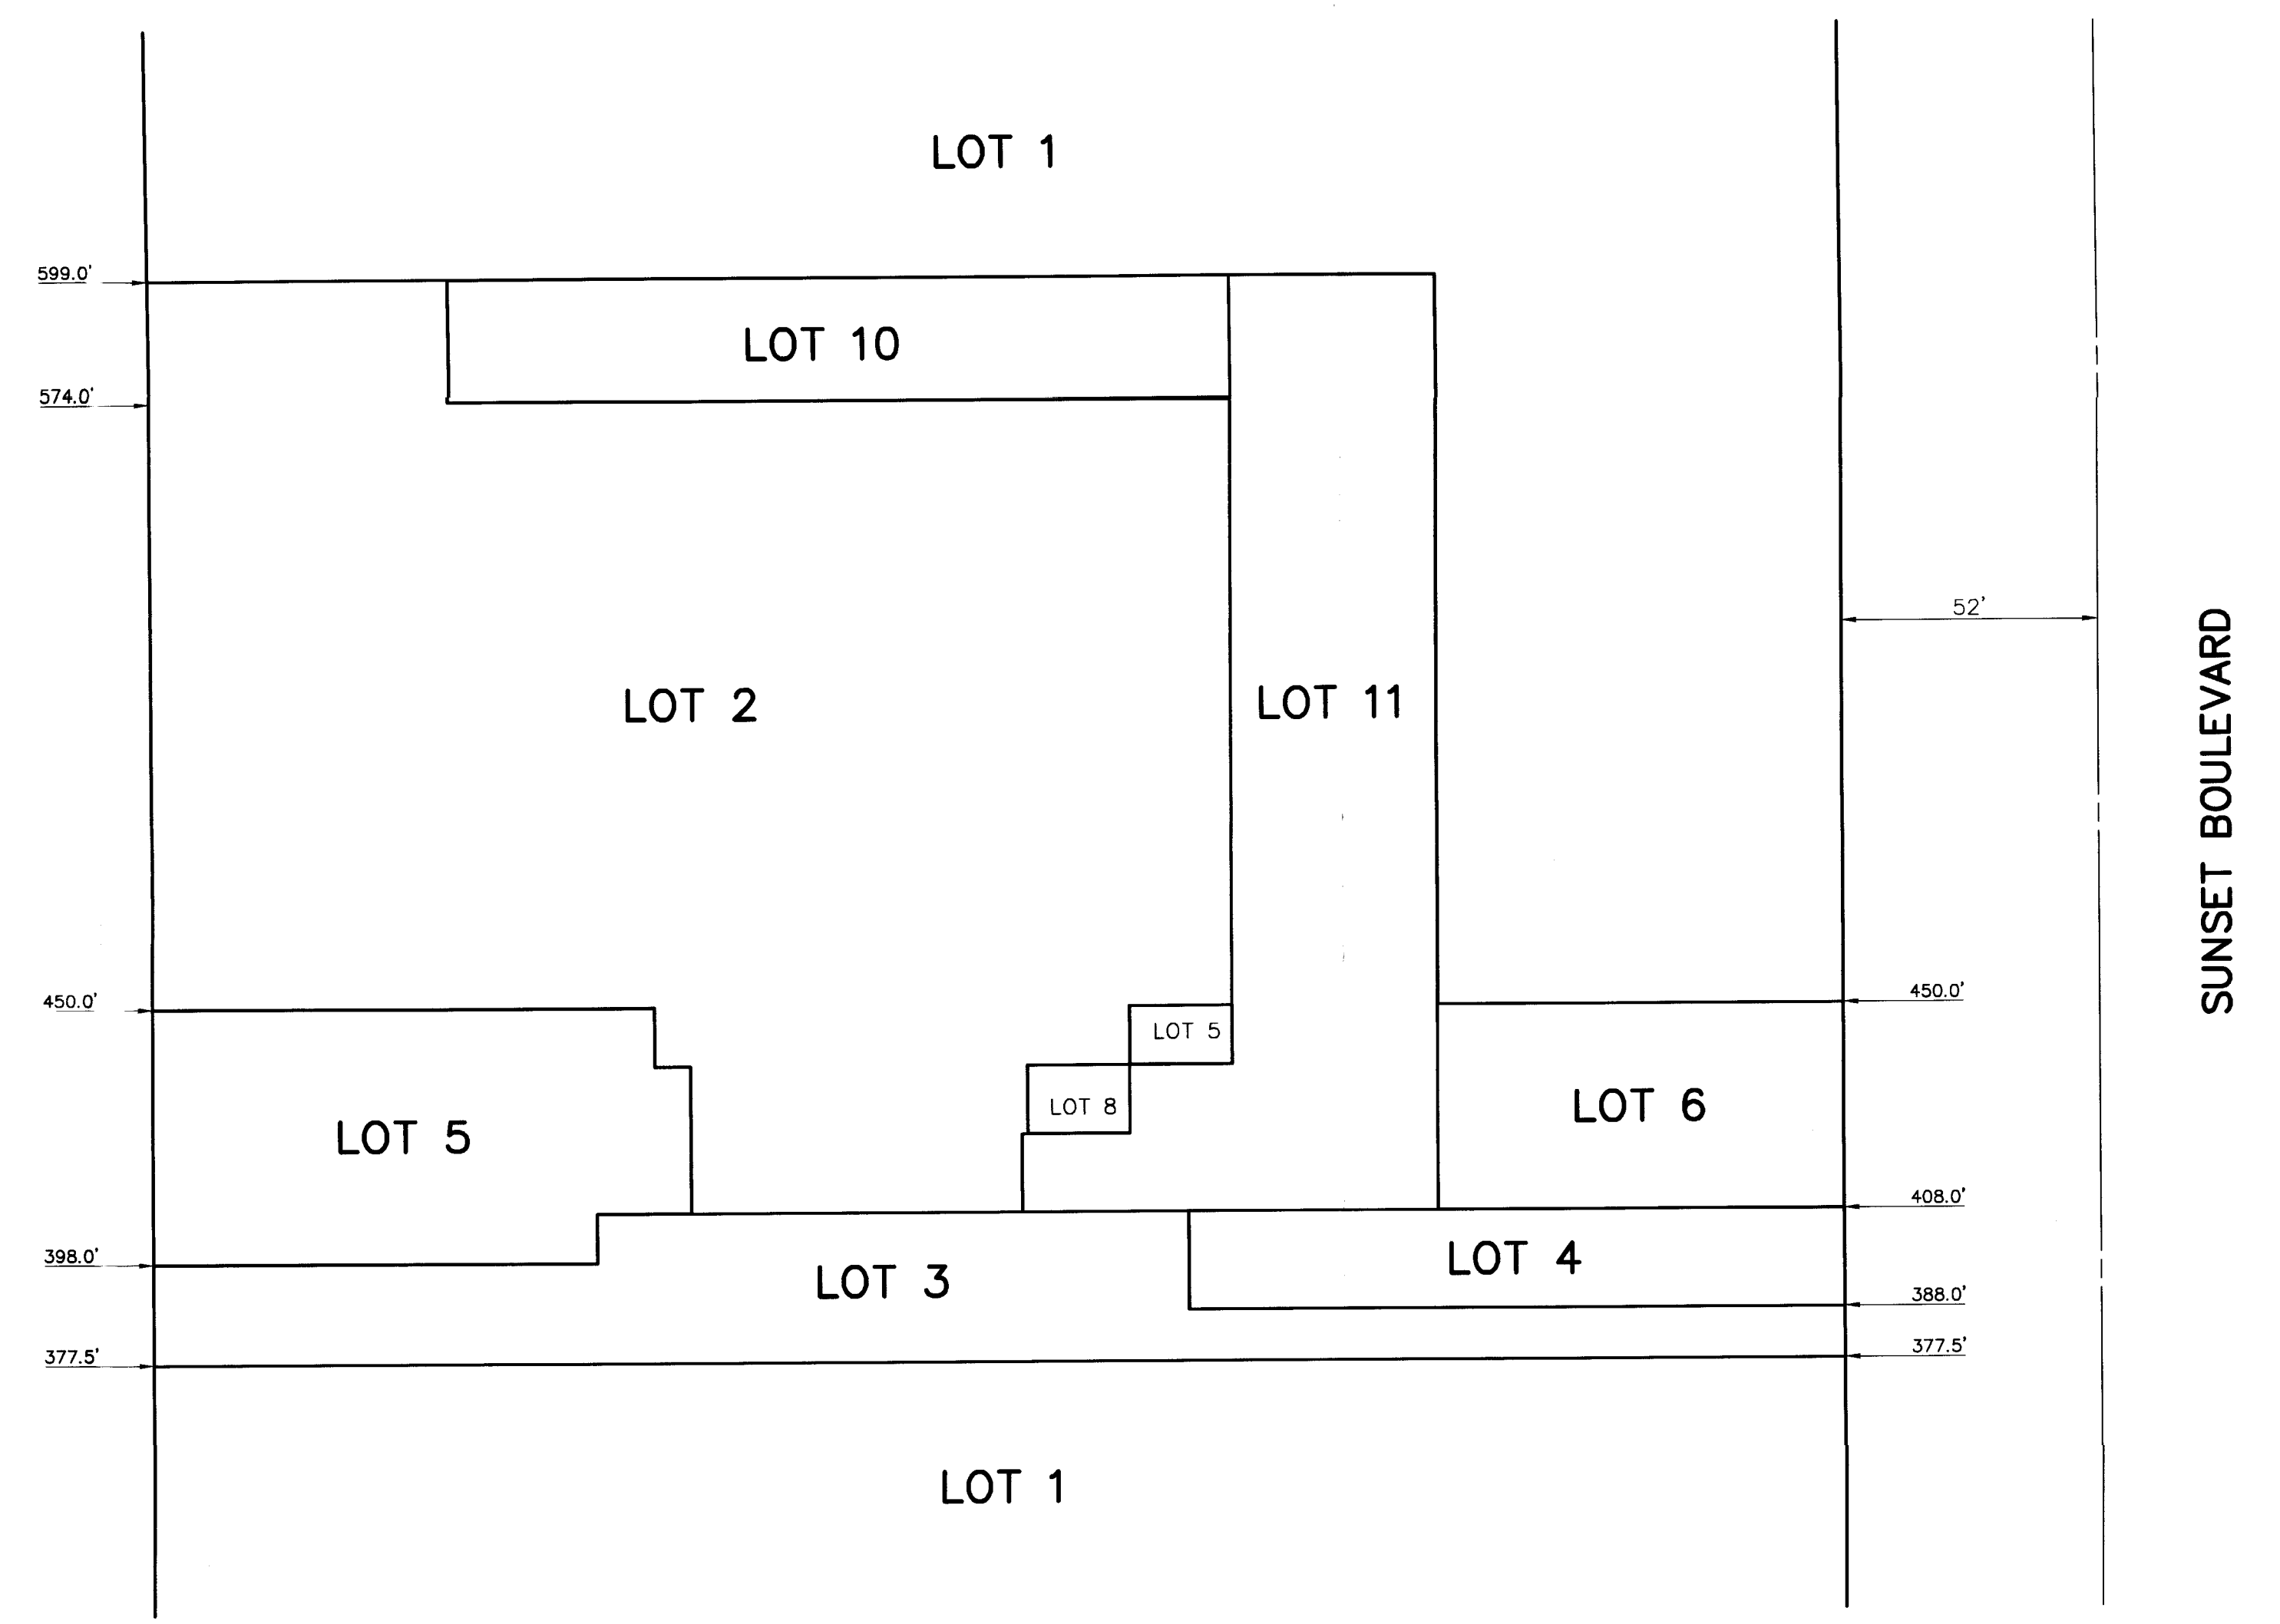 LOT 1
599.0'
LOT 10
574.0'
52'
LOT 2
LOT 11
SUNSET BOULEVARD
450.0'
450.0'
LOT 5
LOT 8
LOT 6
LOT 5
408.0'
398.0'
LOT 4
LOT 3
388.0'
377.5'
377.5'
LOT 1